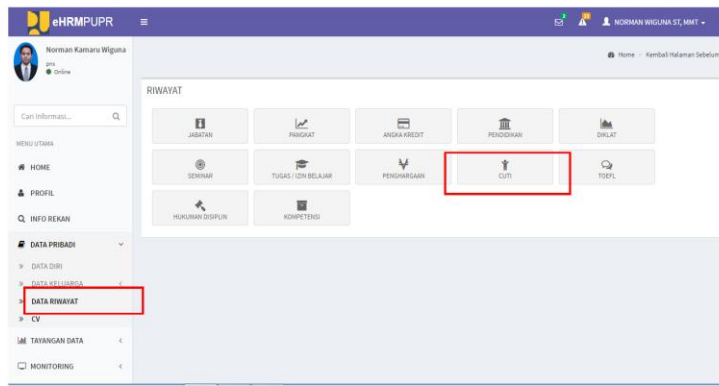 eHRMPUPR
NORMAN WIGUNA ST, MMT
Norman Kamaru Wiguna
pns
Online
Home - Kembali Halaman Sebelum
RIWAYAT
Cari Informasi...
JABATAN
PANGKAT
ANGKA KREDIT
PENDIDIKAN
DIKLAT
MENU UTAMA
SEMINAR
TUGAS / IZIN BELAJAR
PENGHARGAAN
CUTI
TOEFL
HOME
PROFIL
HUKUMAN DISIPLIN
KOMPETENSI
INFO REKAN
DATA PRIBADI
DATA DIRI
DATA KELUARGA
DATA RIWAYAT
CV
TAYANGAN DATA
MONITORING